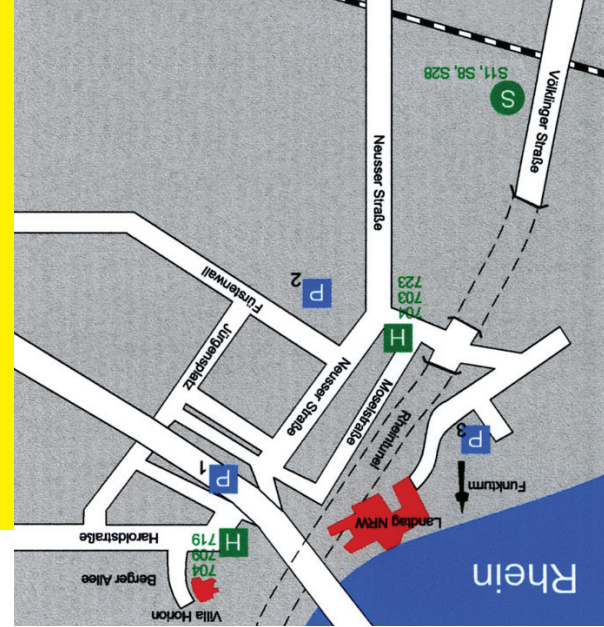 Rhein
Villa Horion
Berger Allee
704
709
719
H
Haroldstraße
Funkturm
Landtag NRW
P
1
P
3
Rheintunnel
Moselstraße
Neusser Straße
Jürgensplatz
H
704
703
723
P
2
Fürstenwall
Neusser Straße
Völklinger Straße
S
S11, S8, S28